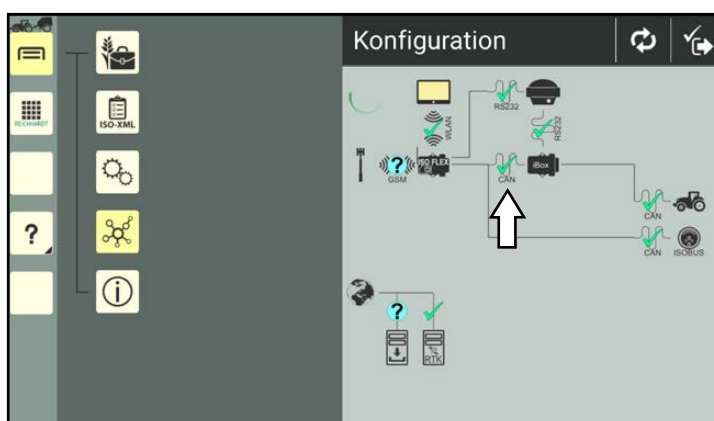 Konfiguration
REICHHARDT
ISO-XML
?
RS232
WLAN
RS232
?
GSM
ISO FLEX
CAN
iBox
CAN
CAN
ISOBUS
?
RTK